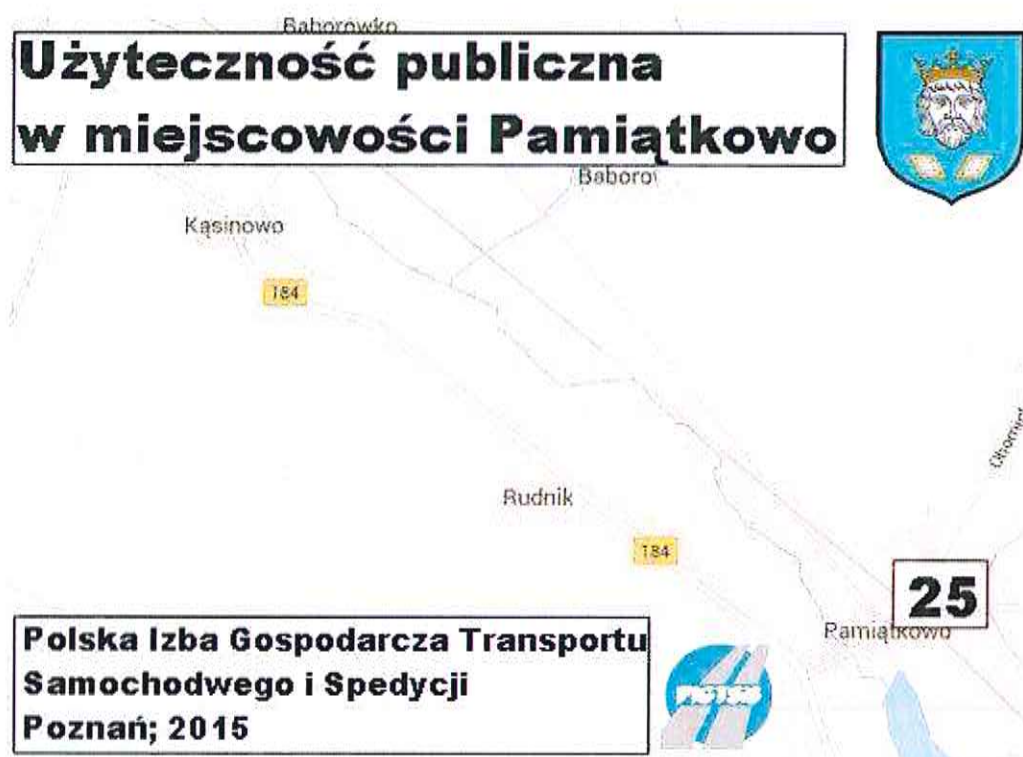 Baborówko
Użyteczność publiczna
w miejscowości Pamiątkowo
Baboro
Kąsinowo
184
Rudnik
184
25
Pamiątkowo
Polska Izba Gospodarcza Transportu
Samochodwego i Spedycji
Poznań; 2015
PIGTSiS